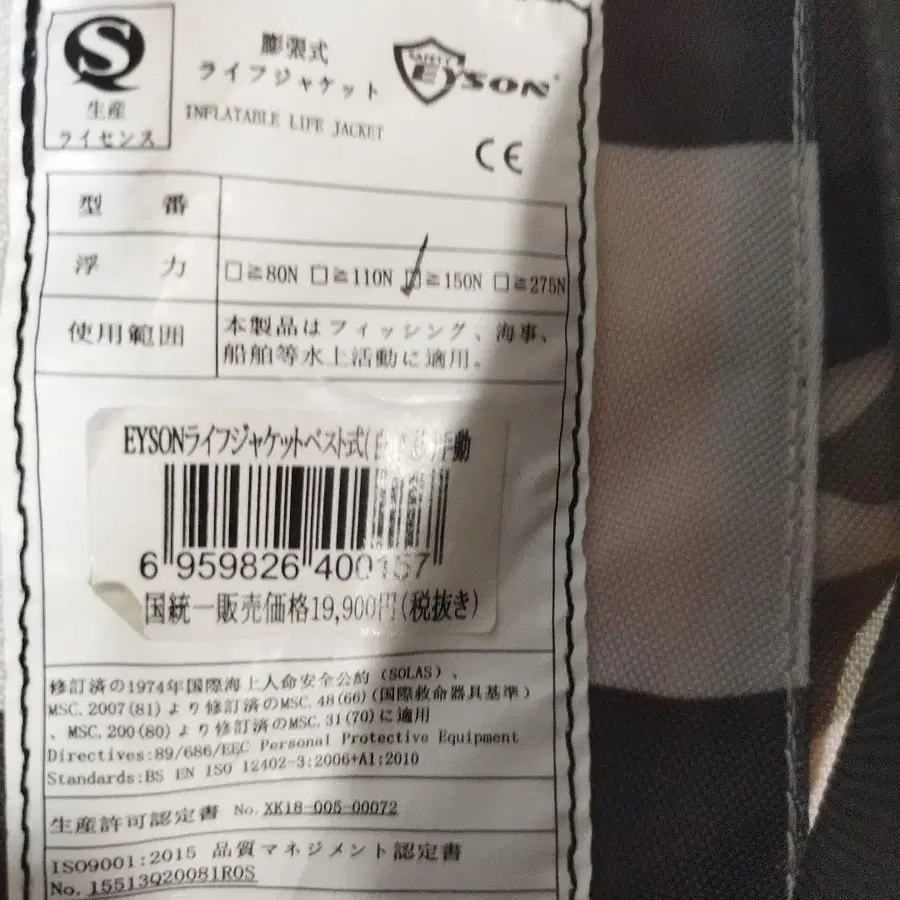 S
生産
ライセンス
膨張式
ライフジャケット
INFLATABLE LIFE JACKET
SAFETY
EYSON
CE
型 番
浮 力 □≧80N □≧110N □≧150N □≧275N
使用範囲 本製品はフィッシング、海事、
船舶等水上活動に適用。
EYSONライフジャケットベスト式(自 手動
6 959826 400157
国統一販売価格19,900円(税抜き)
修訂済の1974年国際海上人命安全公約 (SOLAS)、
MSC.2007(81)より修訂済のMSC.48(66)(国際救命器具基準)
、MSC.200(80)より修訂済のMSC.31(70)に適用
Directives:89/686/EEC Personal Protective Equipment
Standards:BS EN ISO 12402-3:2006+A1:2010
生産許可認定書 No.XK18-005-00072
ISO9001:2015 品質マネジメント認定書
No.15513Q20081R0S